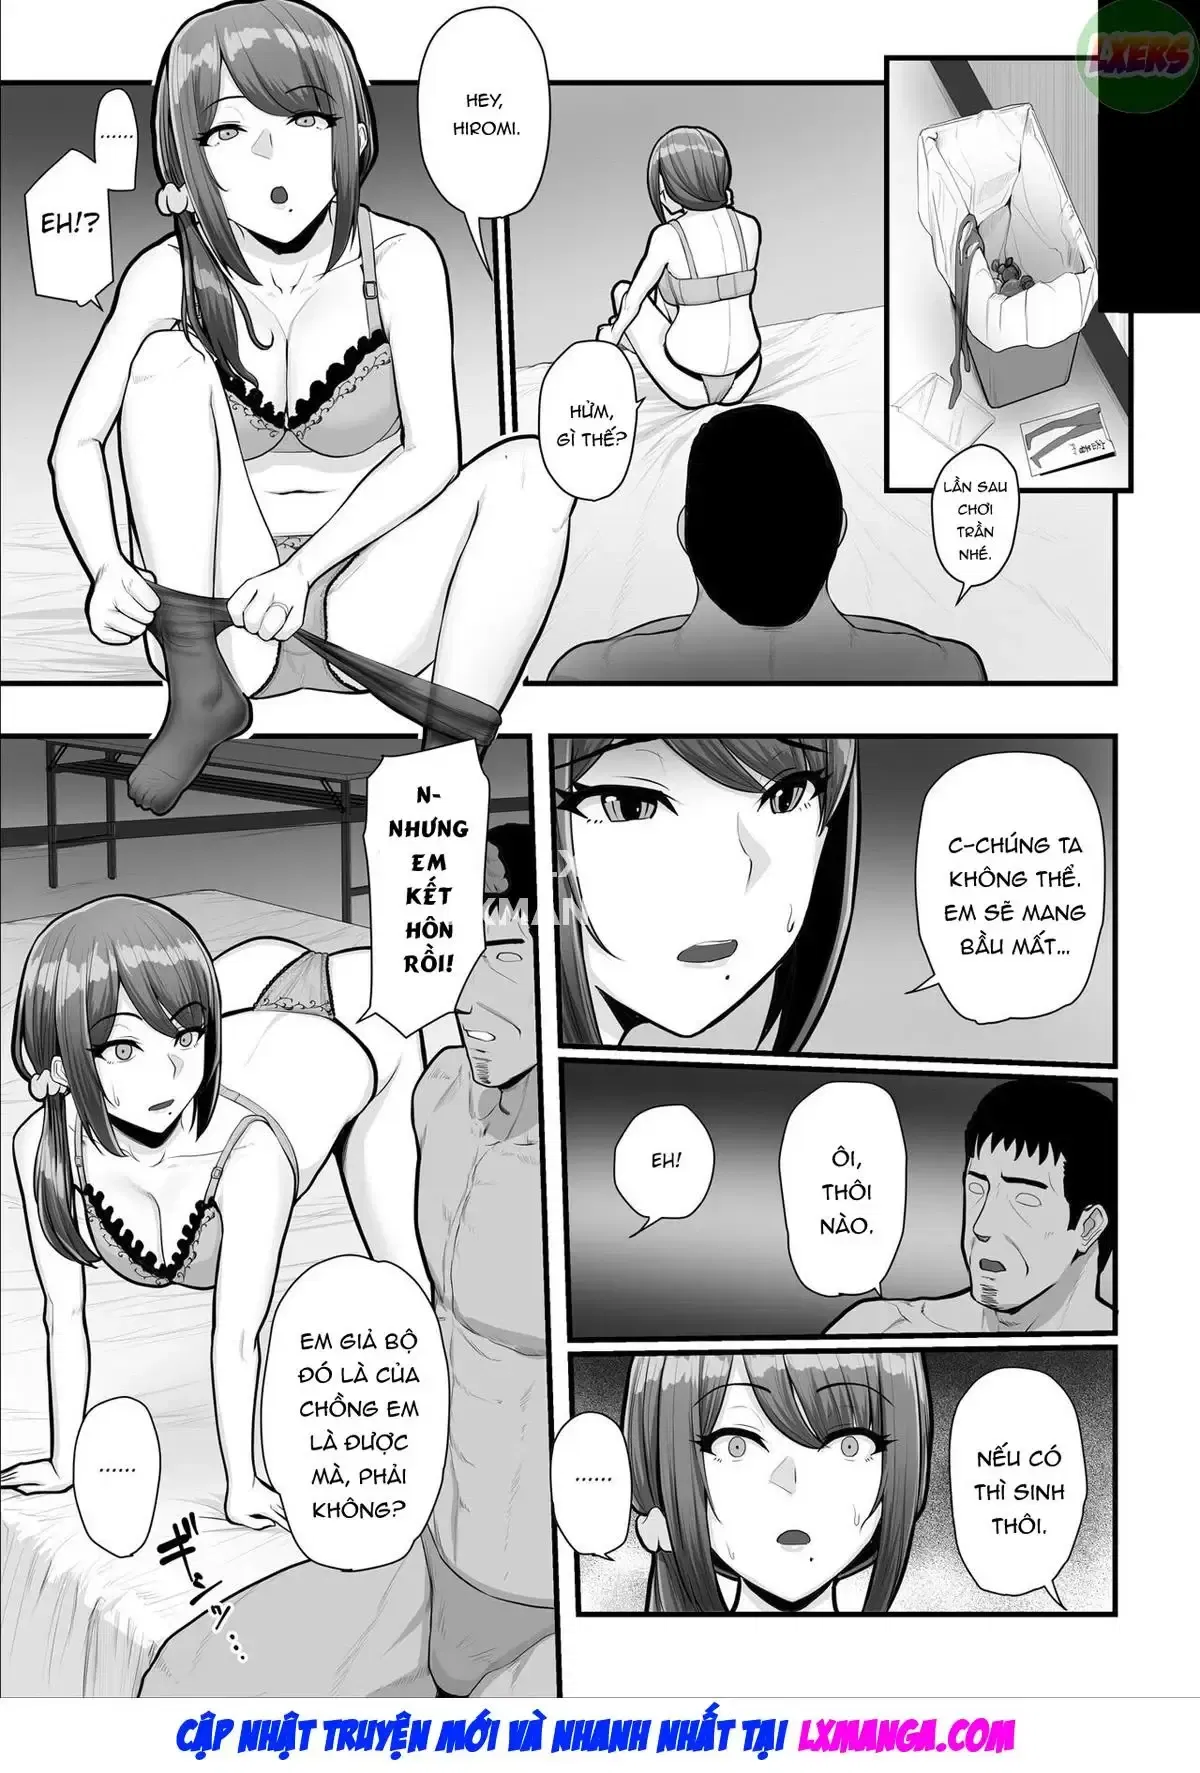 LXERS
HEY,
HIROMI.
HỬM,
GÌ THẾ?
LẦN SAU
CHƠI
TRẦN
NHÉ.
......
EH!?
C-CHÚNG TA
KHÔNG THỂ.
EM SẼ MANG
BẦU MẤT...
ÔI,
THÔI
NÀO.
EH!
NẾU CÓ
THÌ SINH
THÔI.
......
N-
NHƯNG
EM
KẾT
HÔN
RỒI!
EM GIẢ BỘ
ĐÓ LÀ CỦA
CHỒNG EM
LÀ ĐƯỢC
MÀ, PHẢI
KHÔNG?
......
ギシ...
CẬP NHẬT TRUYỆN MỚI VÀ NHANH NHẤT TẠI LXMANGA.COM